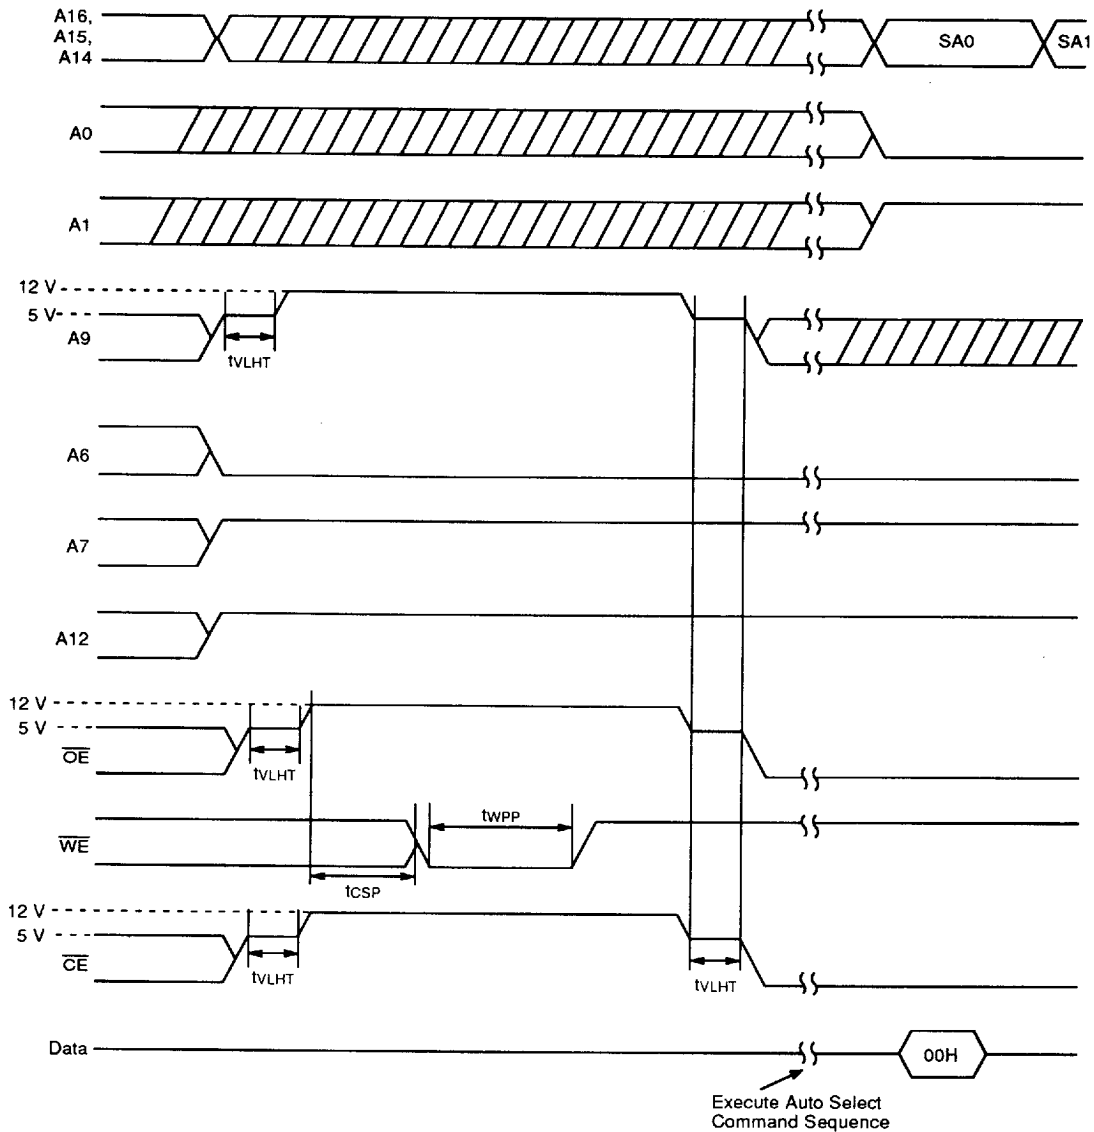 A16,
A15,
A14
SA0
SA1
A0
A1
12 V
5 V
A9
tVLHT
A6
A7
A12
12 V
5 V
OE
tVLHT
tWPP
WE
tCSP
12 V
5 V
CE
tVLHT
tVLHT
Data
00H
Execute Auto Select
Command Sequence